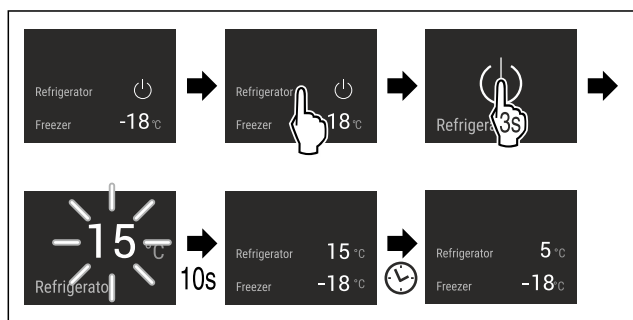 Refrigerator
Freezer -18 °C
Refrigerator
Freezer 18 °C
Refrigera
3s
15 °C
Refrigerator
10s
Refrigerator 15 °C
Freezer -18 °C
Refrigerator 5 °C
Freezer -18°C